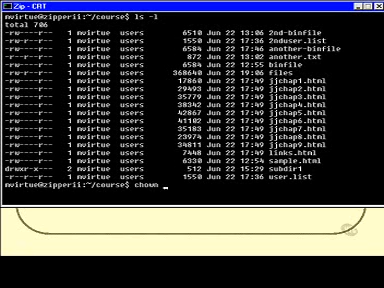 Zip - CRT
mvirtue@zipperii:~/course$ ls -l
total 706
-rw----r-- 1 mvirtue users 6510 Jun 22 13:06 2nd-binfile
-rw----r-- 1 mvirtue users 1550 Jun 22 17:36 2nduser.list
-rw----r-- 1 mvirtue users 6584 Jun 22 17:46 another-binfile
-rw----r-- 1 mvirtue users 872 Jun 22 13:02 another.txt
-rw----r-- 1 mvirtue users 6584 Jun 22 12:55 binfile
-rw----r-- 1 mvirtue users 368640 Jun 22 19:06 files
-rw----r-- 1 mvirtue users 17860 Jun 22 17:49 jjchap1.html
-rw----r-- 1 mvirtue users 29493 Jun 22 17:49 jjchap2.html
-rw----r-- 1 mvirtue users 35779 Jun 22 17:49 jjchap3.html
-rw----r-- 1 mvirtue users 38342 Jun 22 17:49 jjchap4.html
-rw----r-- 1 mvirtue users 42867 Jun 22 17:49 jjchap5.html
-rw----r-- 1 mvirtue users 41102 Jun 22 17:49 jjchap6.html
-rw----r-- 1 mvirtue users 35183 Jun 22 17:49 jjchap7.html
-rw----r-- 1 mvirtue users 23974 Jun 22 17:49 jjchap8.html
-rw----r-- 1 mvirtue users 34811 Jun 22 17:49 jjchap9.html
-rw----r-- 1 mvirtue users 7448 Jun 22 17:49 links.html
-rw----r-- 1 mvirtue users 6330 Jun 22 12:54 sample.html
drwxr-x--- 2 mvirtue users 512 Jun 22 15:29 subdir1
-r--r--r-- 1 mvirtue users 1550 Jun 22 17:36 user.list
mvirtue@zipperii:~/course$ chown